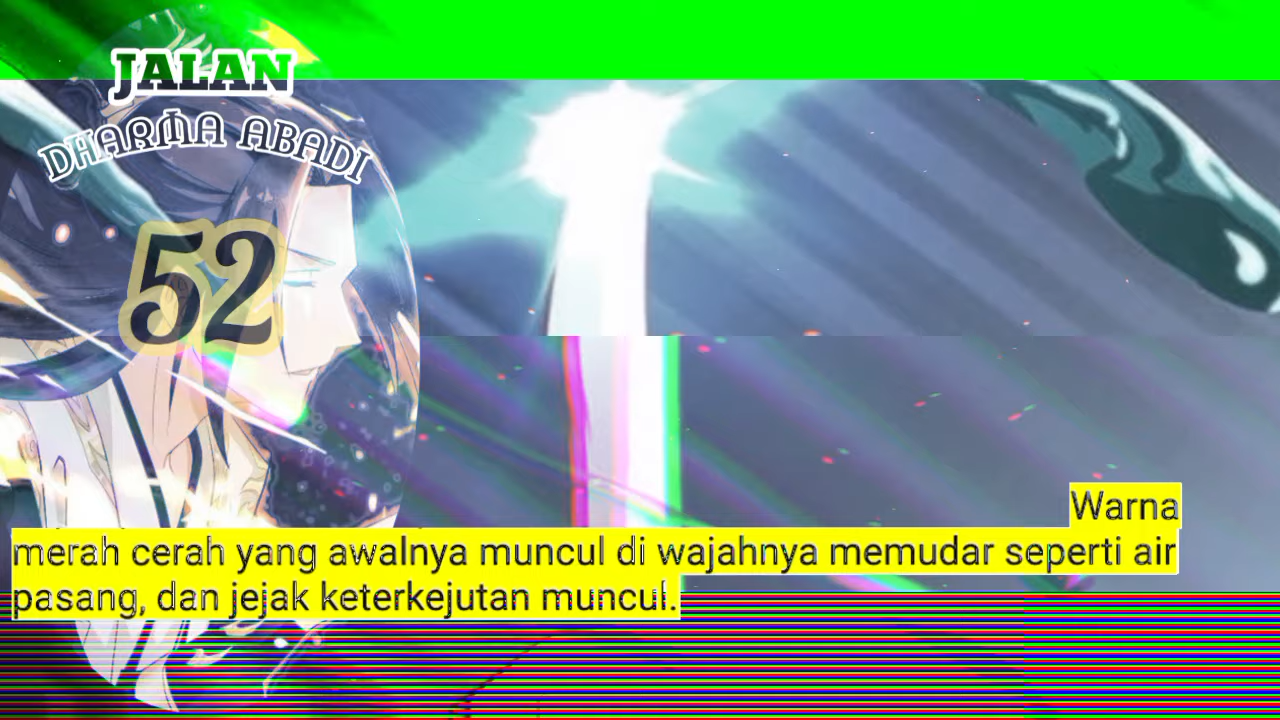 JALAN
DHARMA ABADI
52
Warna
merah cerah yang awalnya muncul di wajahnya memudar seperti air
pasang, dan jejak keterkejutan muncul.